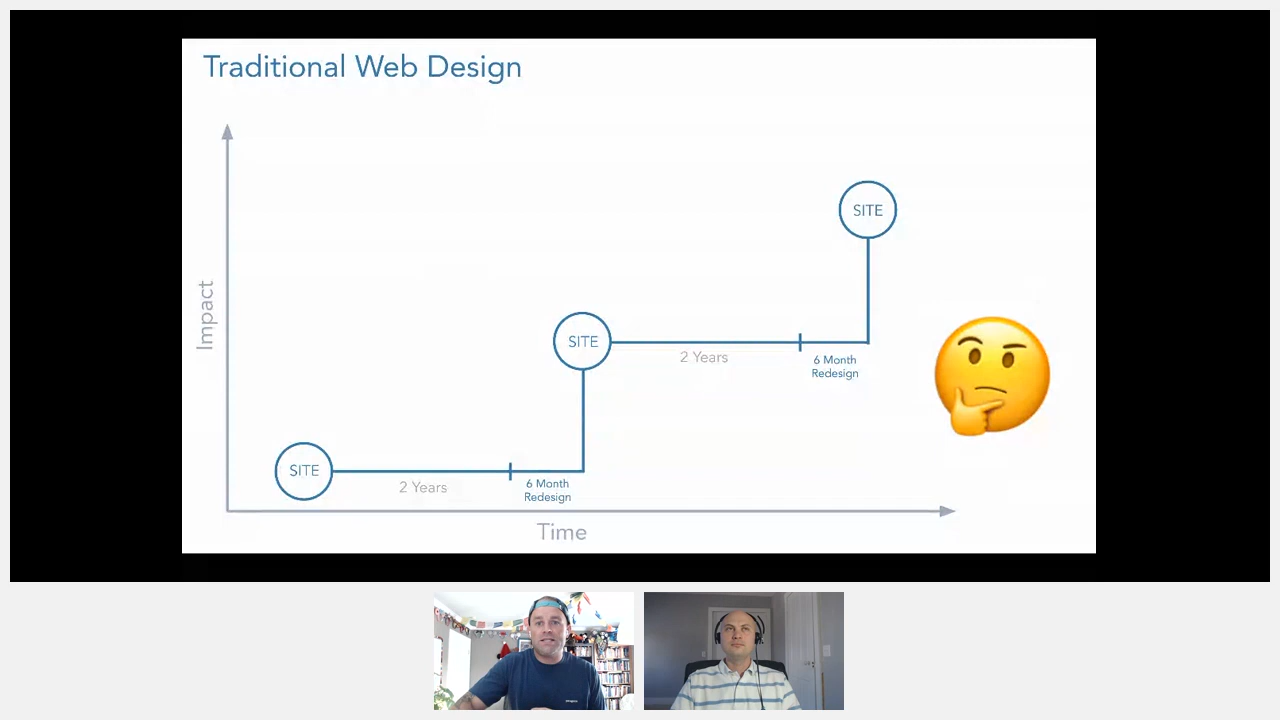 Traditional Web Design
SITE
Impact
SITE
2 Years
6 Month
Redesign
SITE
2 Years
6 Month
Redesign
Time